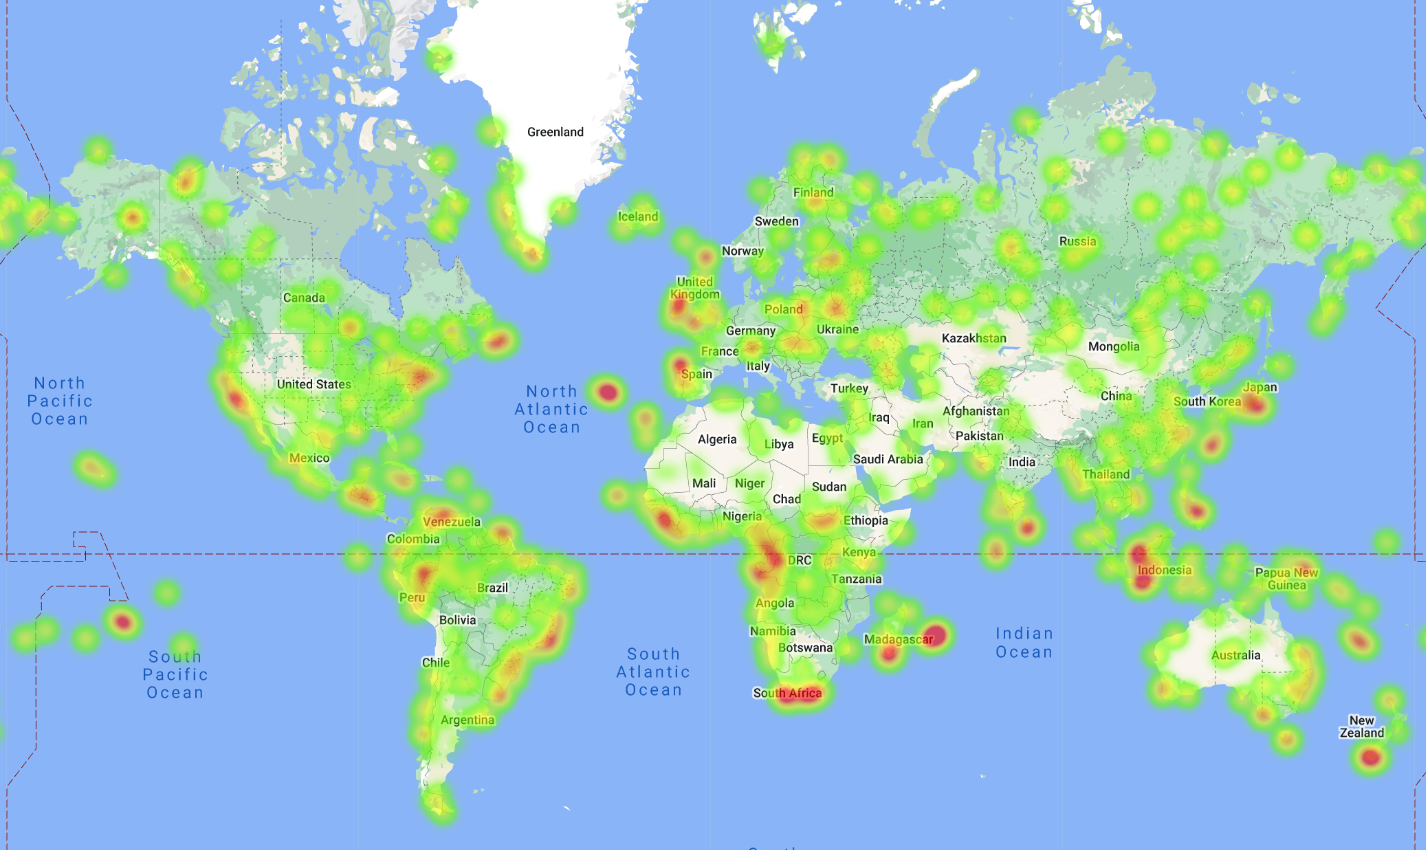 Greenland
Finland
Iceland
Sweden
Norway
Russia
United
Kingdom
Canada
Poland
Germany
Ukraine
France
Kazakhstan
Mongolia
Italy
Spain
United States
North
Pacific
Ocean
North
Atlantic
Ocean
Turkey
Japan
China
South Korea
Afghanistan
Iraq
Iran
Pakistan
Algeria
Libya
Egypt
Saudi Arabia
India
Mexico
Thailand
Mali
Niger
Sudan
Chad
Nigeria
Ethiopia
Venezuela
Colombia
Kenya
DRC
Indonesia
Papua New
Guinea
Tanzania
Brazil
Peru
Angola
Bolivia
Namibia
Botswana
Madagascar
Indian
Ocean
Australia
South
Pacific
Ocean
South
Atlantic
Ocean
Chile
South Africa
Argentina
New
Zealand